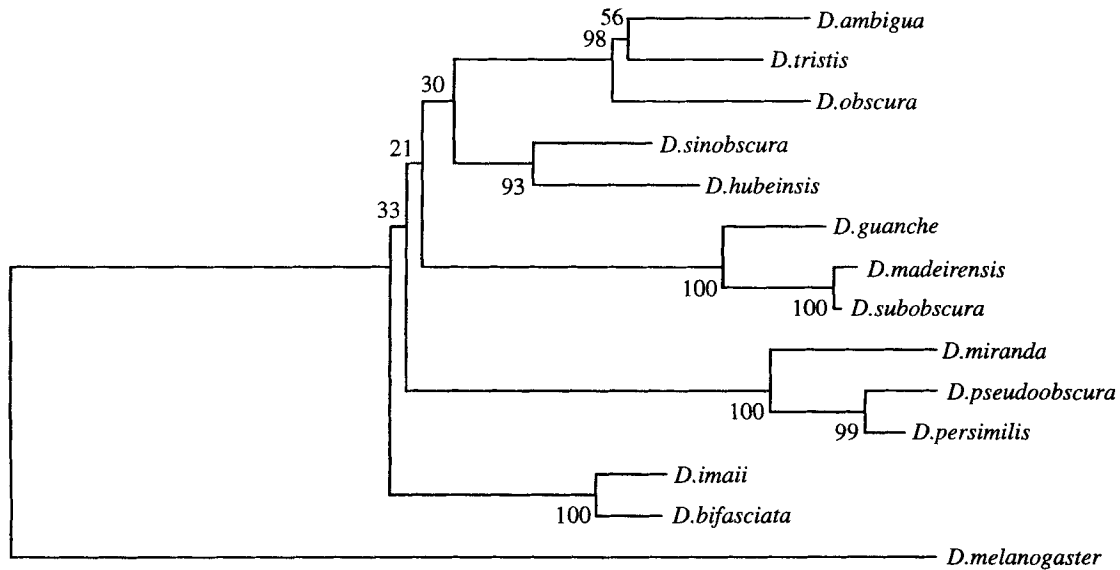 56
D.ambigua
98
D.tristis
30
D.obscura
D.sinobscura
21
93
D.hubeinsis
33
D.guanche
D.madeirensis
100
100
D.subobscura
D.miranda
D.pseudoobscura
100
99
D.persimilis
D.imaii
100
D.bifasciata
D.melanogaster